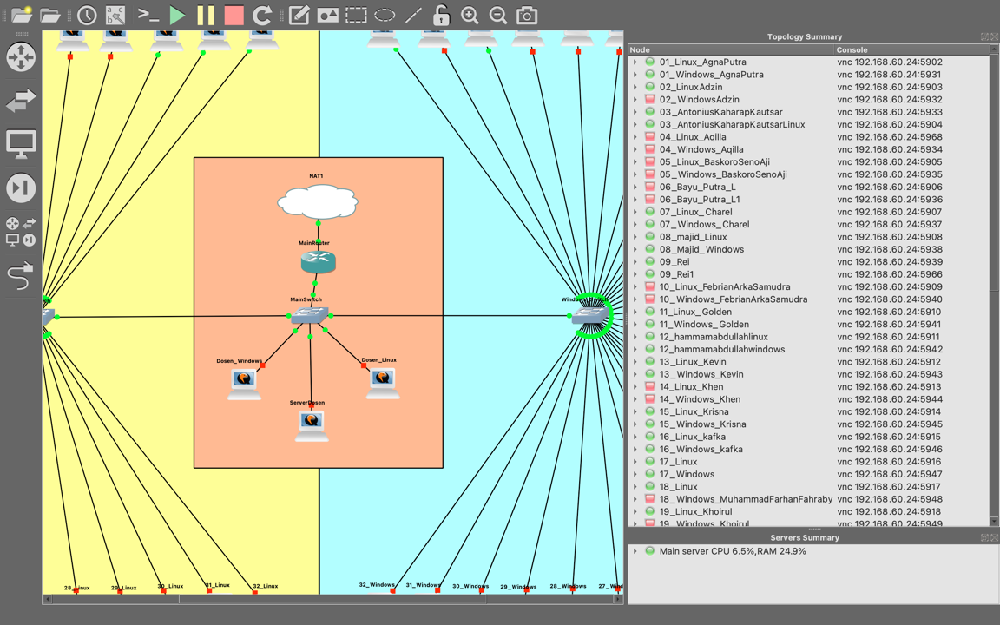 NAT1
MainRouter
MainSwitch
Dosen_Windows
Dosen_Linux
ServerDosen
28_Linux
29_Linux
30_Linux
31_Linux
32_Linux
32_Windows
31_Windows
30_Windows
29_Windows
28_Windows
Topology Summary
Node Console
01_Linux_AgnaPutra vnc 192.168.60.24:5902
01_Windows_AgnaPutra vnc 192.168.60.24:5931
02_LinuxAdzin vnc 192.168.60.24:5903
02_WindowsAdzin vnc 192.168.60.24:5932
03_AntoniusKaharapKautsar vnc 192.168.60.24:5933
03_AntoniusKaharapKautsarLinux vnc 192.168.60.24:5904
04_Linux_Aqilla vnc 192.168.60.24:5968
04_Windows_Aqilla vnc 192.168.60.24:5934
05_Linux_BaskoroSenoAji vnc 192.168.60.24:5905
05_Windows_BaskoroSenoAji vnc 192.168.60.24:5935
06_Bayu_Putra_L vnc 192.168.60.24:5906
06_Bayu_Putra_L1 vnc 192.168.60.24:5936
07_Linux_Charel vnc 192.168.60.24:5907
07_Windows_Charel vnc 192.168.60.24:5937
08_majid_Linux vnc 192.168.60.24:5908
08_Majid_Windows vnc 192.168.60.24:5938
09_Rei vnc 192.168.60.24:5939
09_Rei1 vnc 192.168.60.24:5966
10_Linux_FebrianArkaSamudra vnc 192.168.60.24:5909
10_Windows_FebrianArkaSamudra vnc 192.168.60.24:5940
11_Linux_Golden vnc 192.168.60.24:5910
11_Windows_Golden vnc 192.168.60.24:5941
12_hammamabdullahlinux vnc 192.168.60.24:5911
12_hammamabdullahwindows vnc 192.168.60.24:5942
13_Linux_Kevin vnc 192.168.60.24:5912
13_Windows_Kevin vnc 192.168.60.24:5943
14_Linux_Khen vnc 192.168.60.24:5913
14_Windows_Khen vnc 192.168.60.24:5944
15_Linux_Krisna vnc 192.168.60.24:5914
15_Windows_Krisna vnc 192.168.60.24:5945
16_Linux_kafka vnc 192.168.60.24:5915
16_Windows_kafka vnc 192.168.60.24:5946
17_Linux vnc 192.168.60.24:5916
17_Windows vnc 192.168.60.24:5947
18_Linux vnc 192.168.60.24:5917
18_Windows_MuhammadFarhanFahraby vnc 192.168.60.24:5948
19_Linux_Khoirul vnc 192.168.60.24:5918
19_Windows_Khoirul vnc 192.168.60.24:5949
Servers Summary
Main server CPU 6.5%,RAM 24.9%